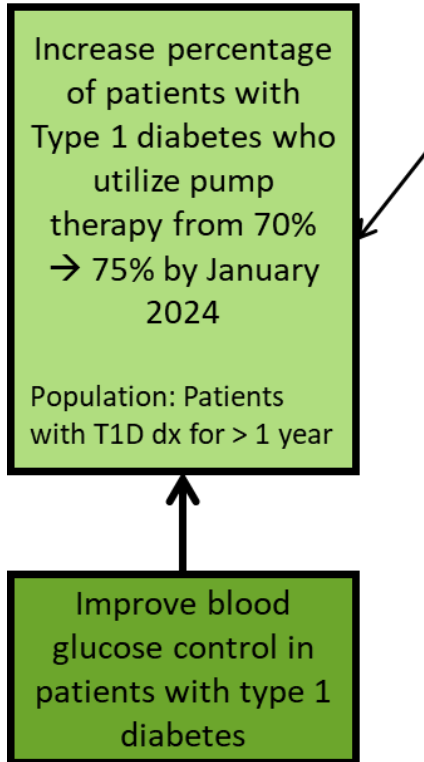 Increase percentage
of patients with
Type 1 diabetes who
utilize pump
therapy from 70%
→ 75% by January
2024
Population: Patients
with T1D dx for > 1 year
Improve blood
glucose control in
patients with type 1
diabetes